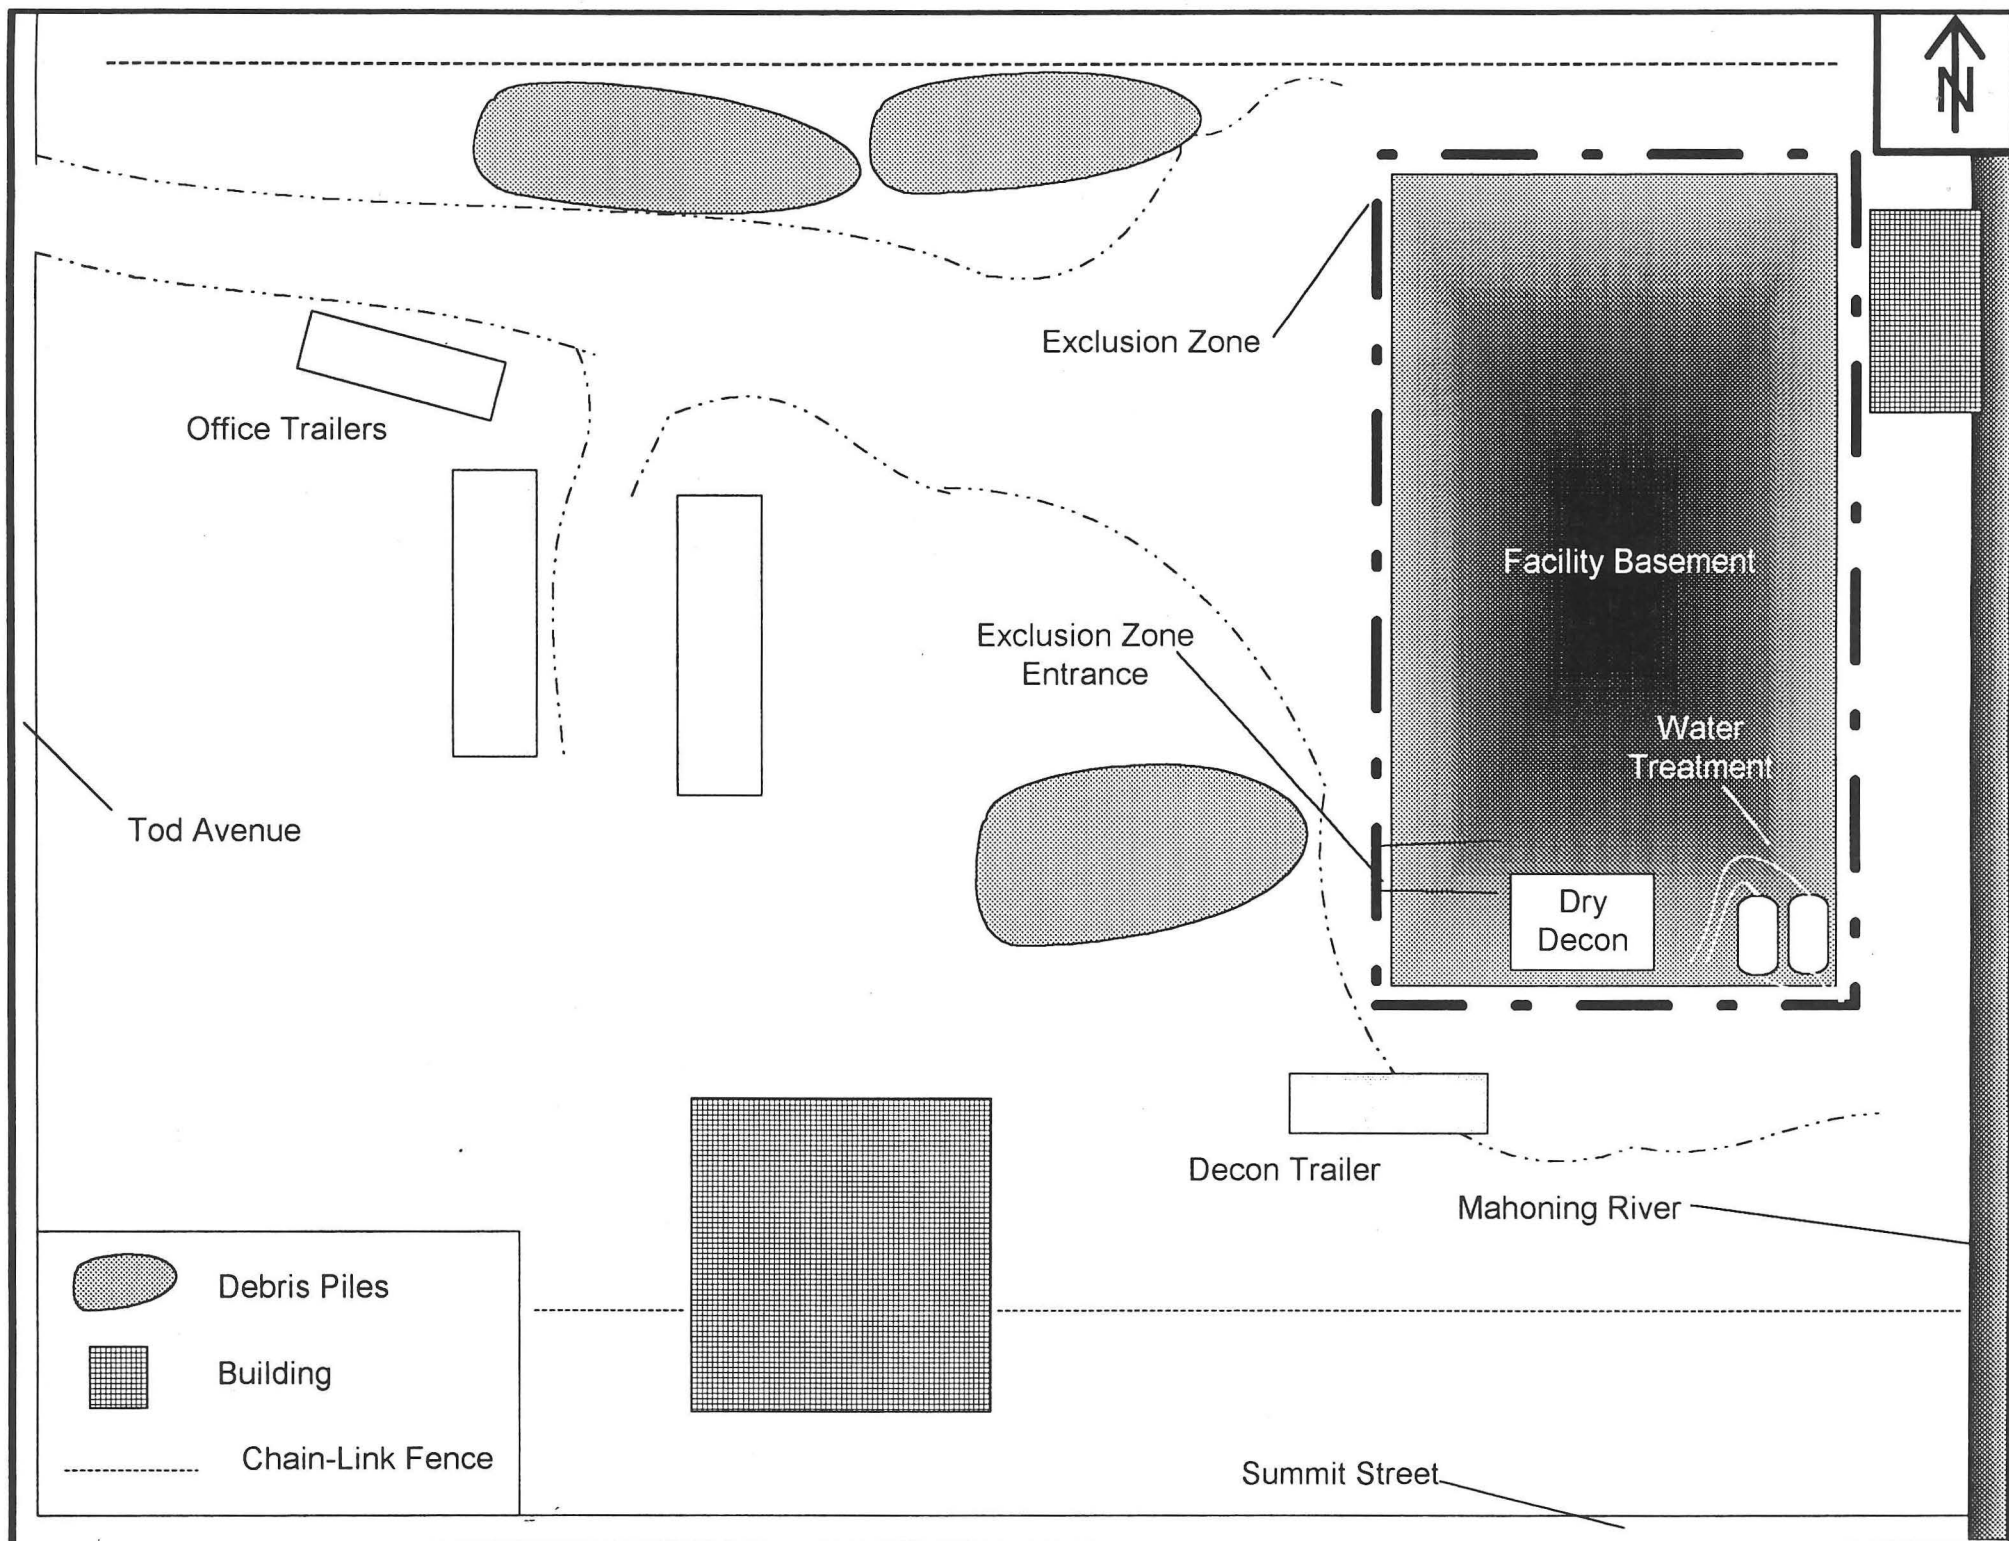 N
Exclusion Zone
Office Trailers
Facility Basement
Exclusion Zone
Entrance
Water
Treatment
Tod Avenue
Dry
Decon
Decon Trailer
Mahoning River
Debris Piles
Building
Chain-Link Fence
Summit Street